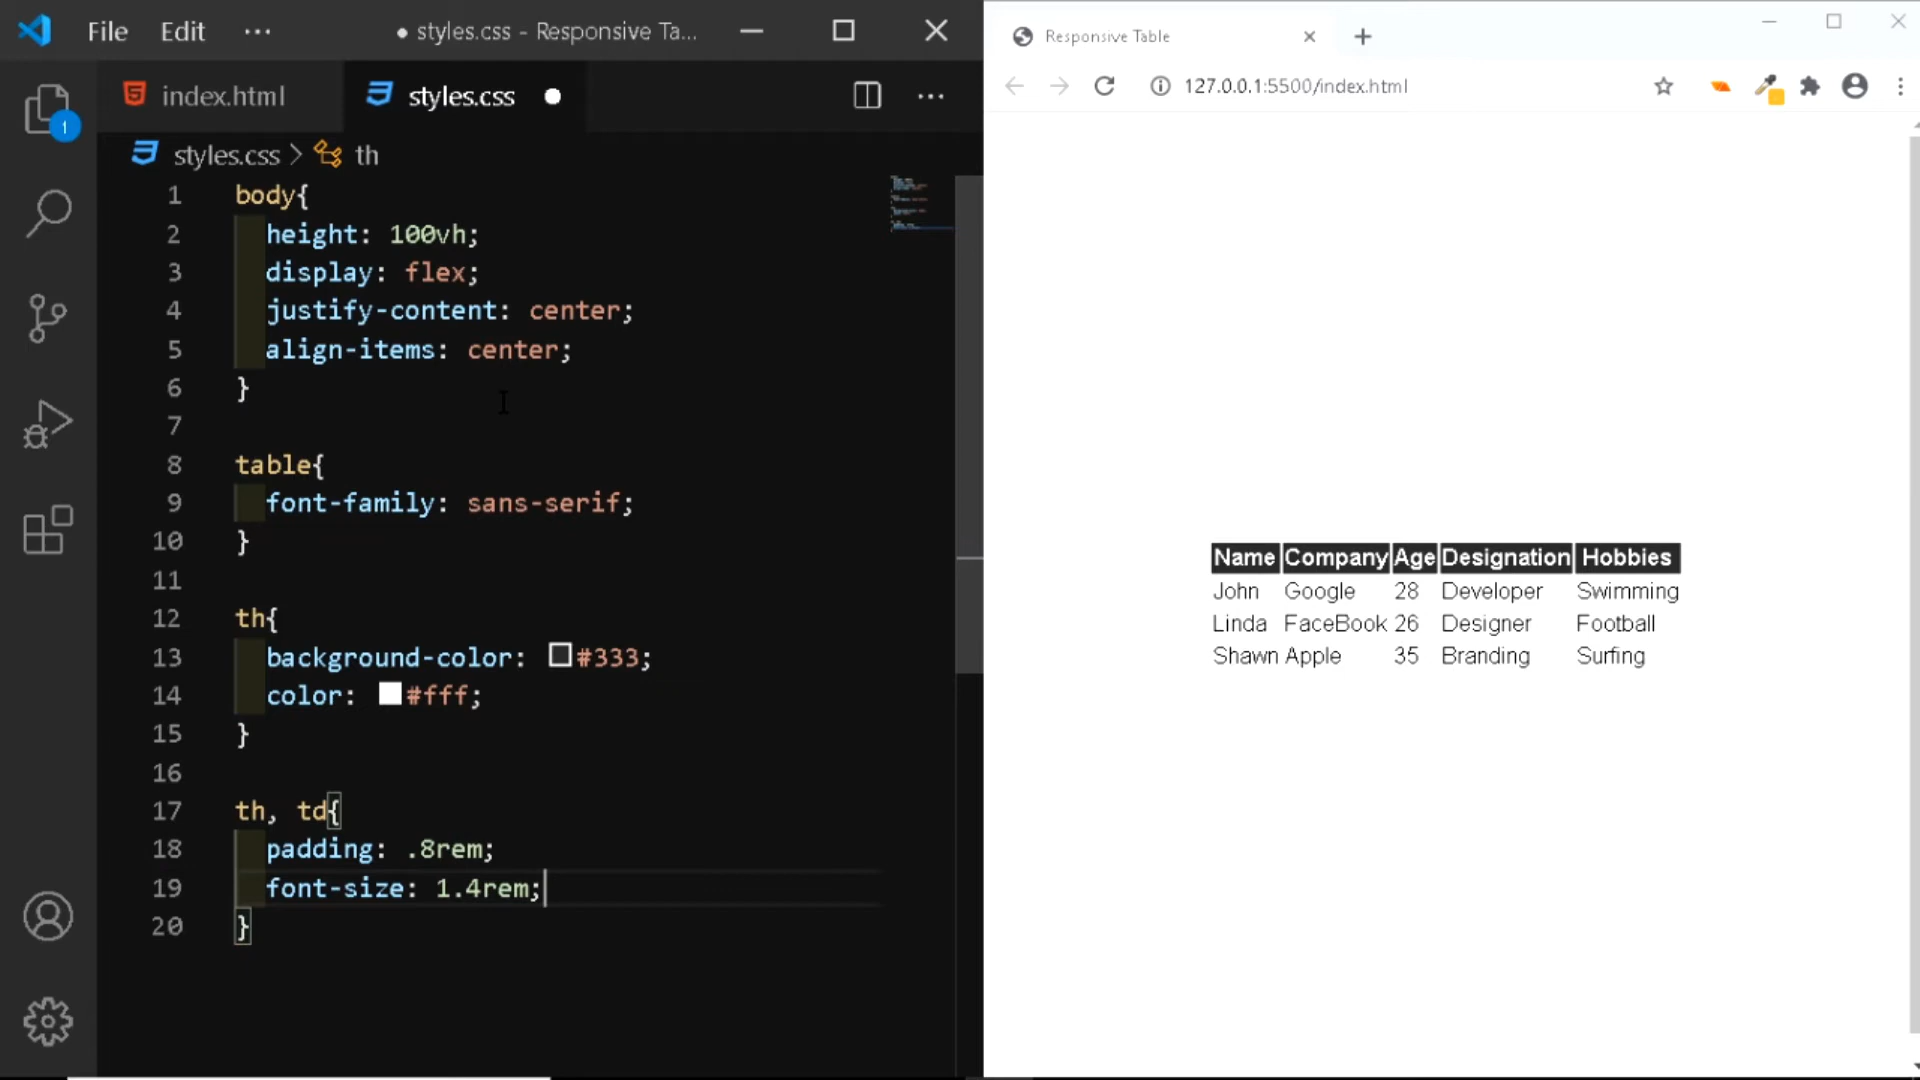 File Edit ··· ● styles.css - Responsive Ta...
index.html styles.css ●
styles.css > th
1 body{
2 height: 100vh;
3 display: flex;
4 justify-content: center;
5 align-items: center;
6 }
7
8 table{
9 font-family: sans-serif;
10 }
11
12 th{
13 background-color: #333;
14 color: #fff;
15 }
16
17 th, td{
18 padding: .8rem;
19 font-size: 1.4rem;
20 }
1
Responsive Table
127.0.0.1:5500/index.html
Name Company Age Designation Hobbies
John Google 28 Developer Swimming
Linda FaceBook 26 Designer Football
Shawn Apple 35 Branding Surfing